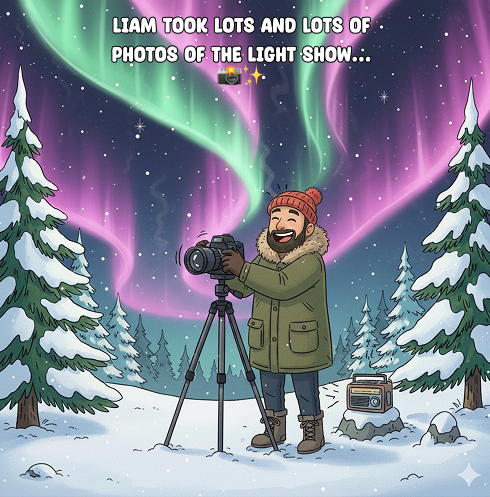 LIAM TOOK LOTS AND LOTS OF
PHOTOS OF THE LIGHT SHOW...
📸✨